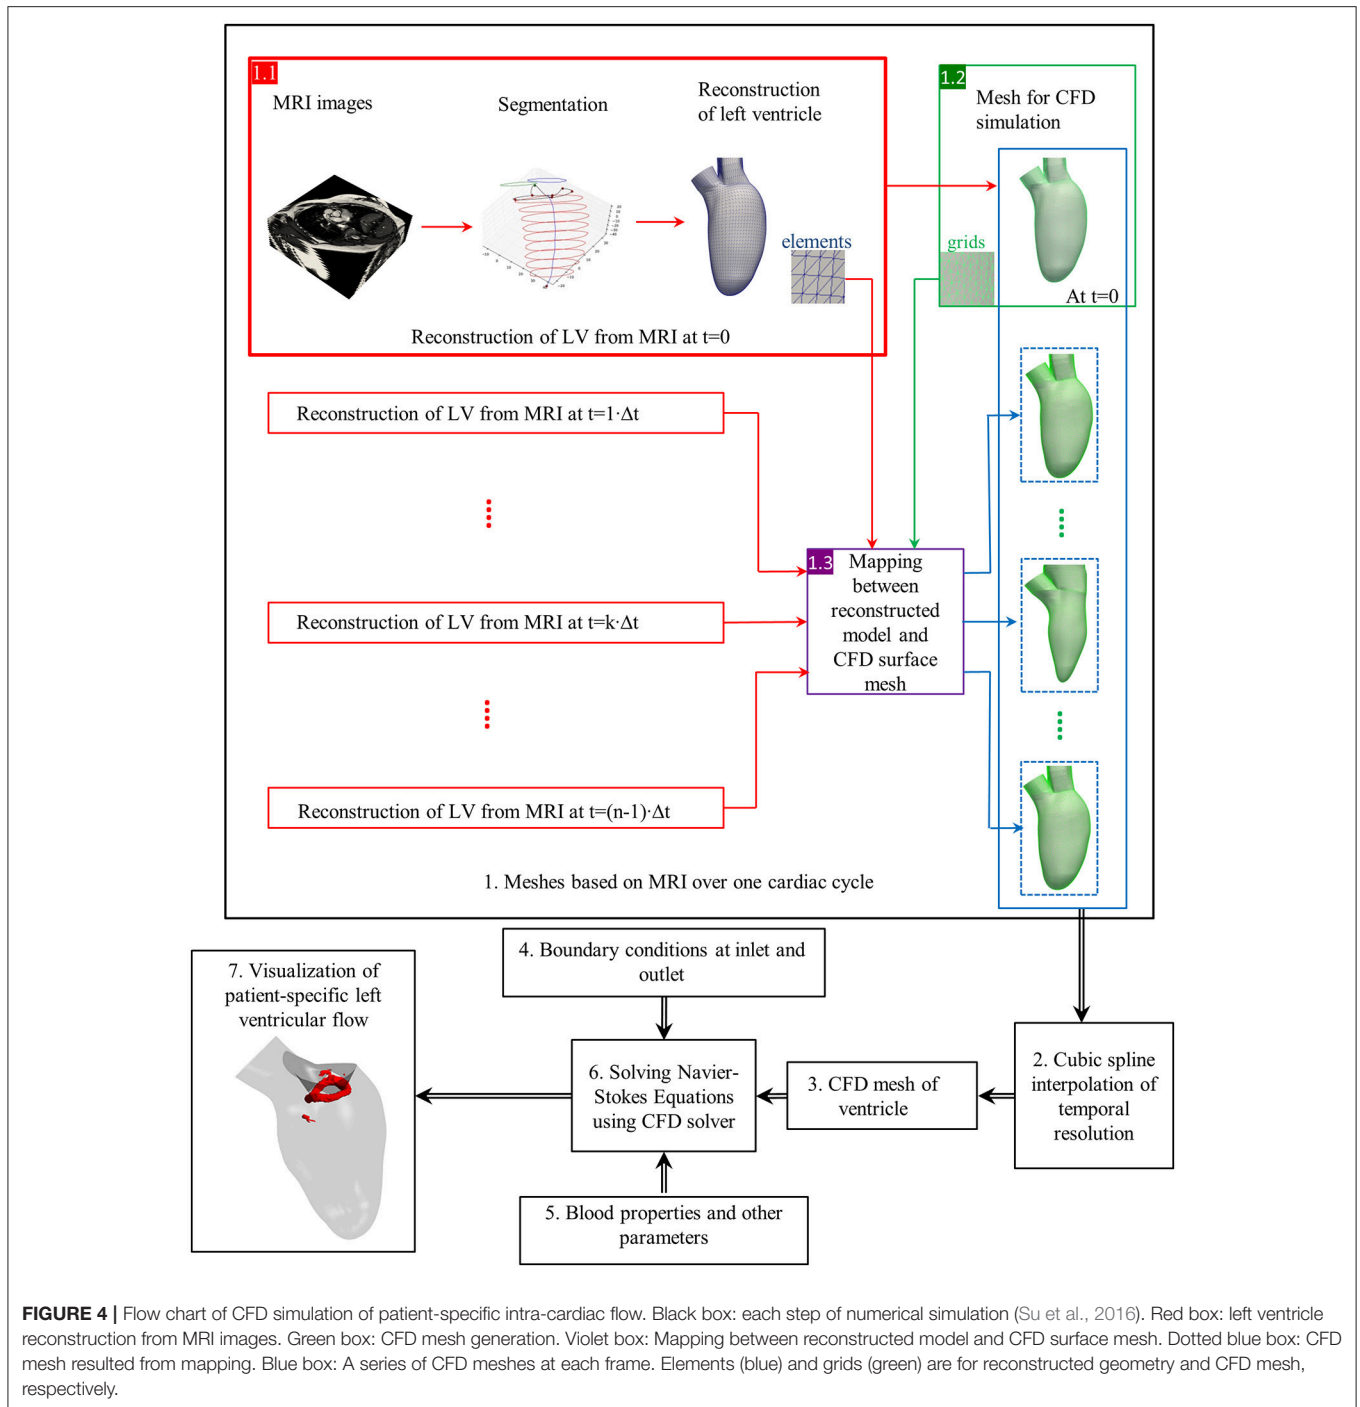 1.1
MRI images
Segmentation
Reconstruction
of left ventricle
elements
Reconstruction of LV from MRI at t=0
1.2
Mesh for CFD
simulation
grids
At t=0
Reconstruction of LV from MRI at t=1·Δt
Reconstruction of LV from MRI at t=k·Δt
Reconstruction of LV from MRI at t=(n-1)·Δt
1.3
Mapping
between
reconstructed
model and
CFD surface
mesh
1. Meshes based on MRI over one cardiac cycle
2. Cubic spline
interpolation of
temporal
resolution
3. CFD mesh of
ventricle
4. Boundary conditions at inlet and
outlet
5. Blood properties and other
parameters
6. Solving Navier-
Stokes Equations
using CFD solver
7. Visualization of
patient-specific left
ventricular flow
FIGURE 4 | Flow chart of CFD simulation of patient-specific intra-cardiac flow. Black box: each step of numerical simulation (Su et al., 2016). Red box: left ventricle
reconstruction from MRI images. Green box: CFD mesh generation. Violet box: Mapping between reconstructed model and CFD surface mesh. Dotted blue box: CFD
mesh resulted from mapping. Blue box: A series of CFD meshes at each frame. Elements (blue) and grids (green) are for reconstructed geometry and CFD mesh,
respectively.